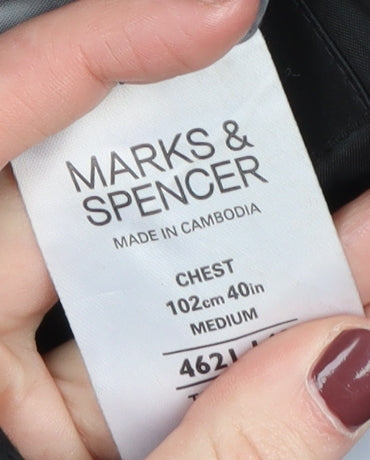 MARKS &
SPENCER
MADE IN CAMBODIA
CHEST
102cm 40in
MEDIUM